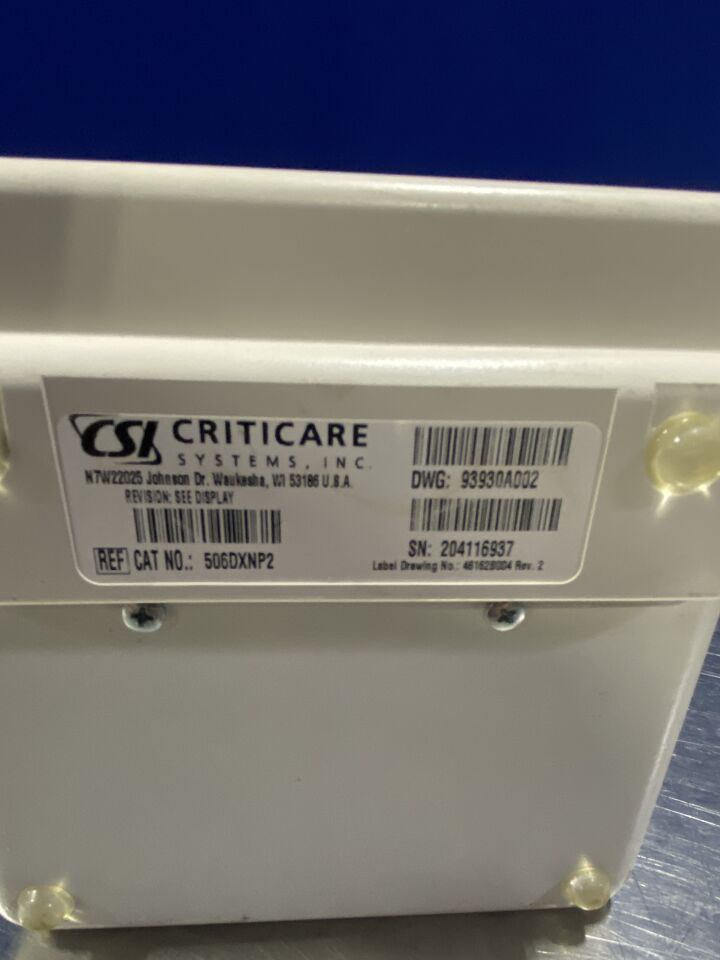 CSI CRITICARE
SYSTEMS, INC.
N7W22025 Johnson Dr. Waukesha, WI 53186 U.S.A.
REVISION: SEE DISPLAY
REF CAT NO.: 506DXNP2
DWG: 93930A002
SN: 204116937
Label Drawing No.: 46162B004 Rev. 2